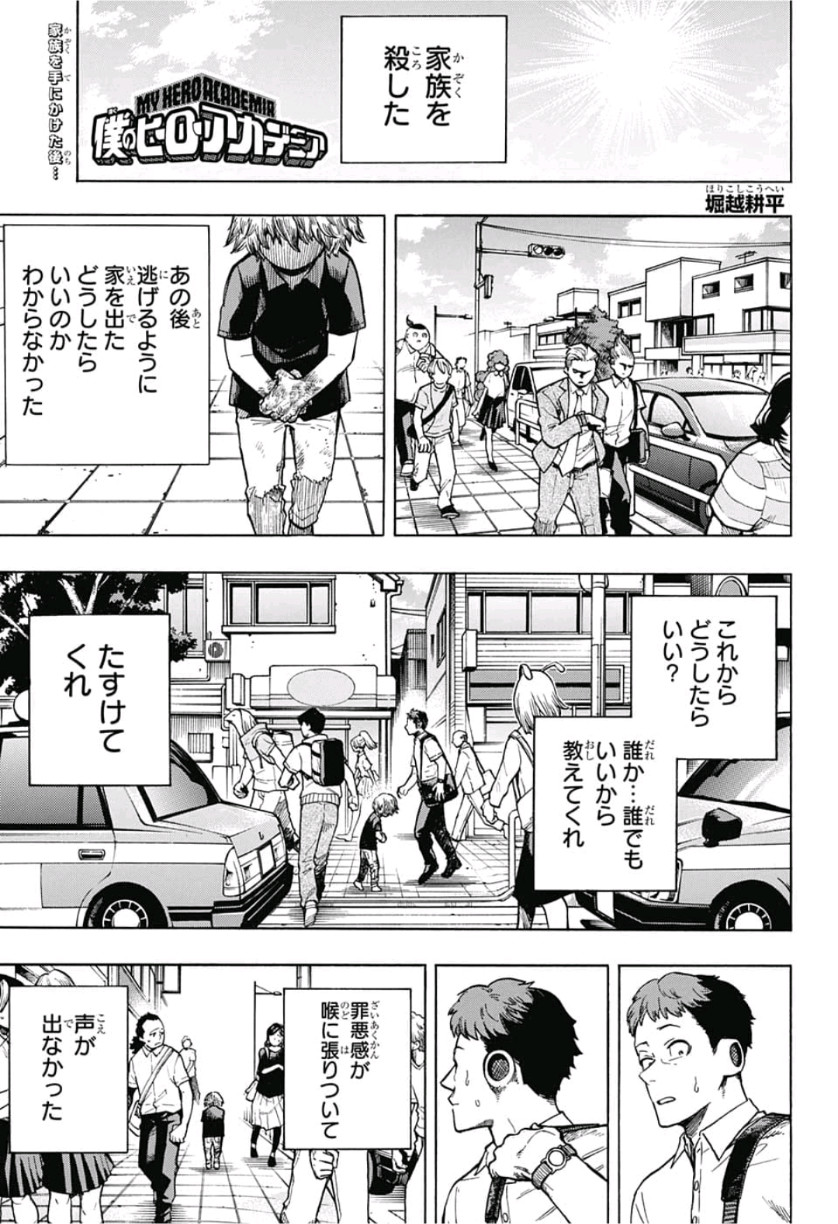 家族を
殺した
家族を手にかけた後…
MY HERO ACADEMIA
僕のヒーローアカデミア
堀越耕平
あの後
逃げるように
家を出た
どうしたら
いいのか
わからなかった
これから
どうしたら
いい?
誰か…誰でも
いいから
教えてくれ
たすけて
くれ
罪悪感が
喉に張りついて
声が
出なかった